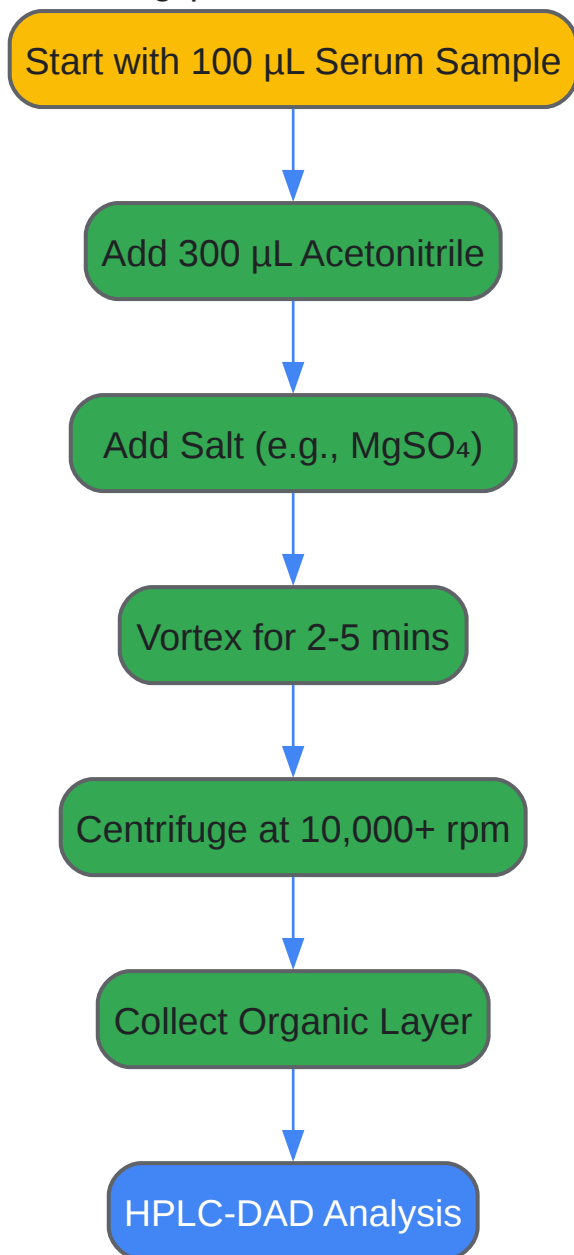 Start with 100 µL Serum Sample
Add 300 µL Acetonitrile
Add Salt (e.g., MgSO₄)
Vortex for 2-5 mins
Centrifuge at 10,000+ rpm
Collect Organic Layer
HPLC-DAD Analysis